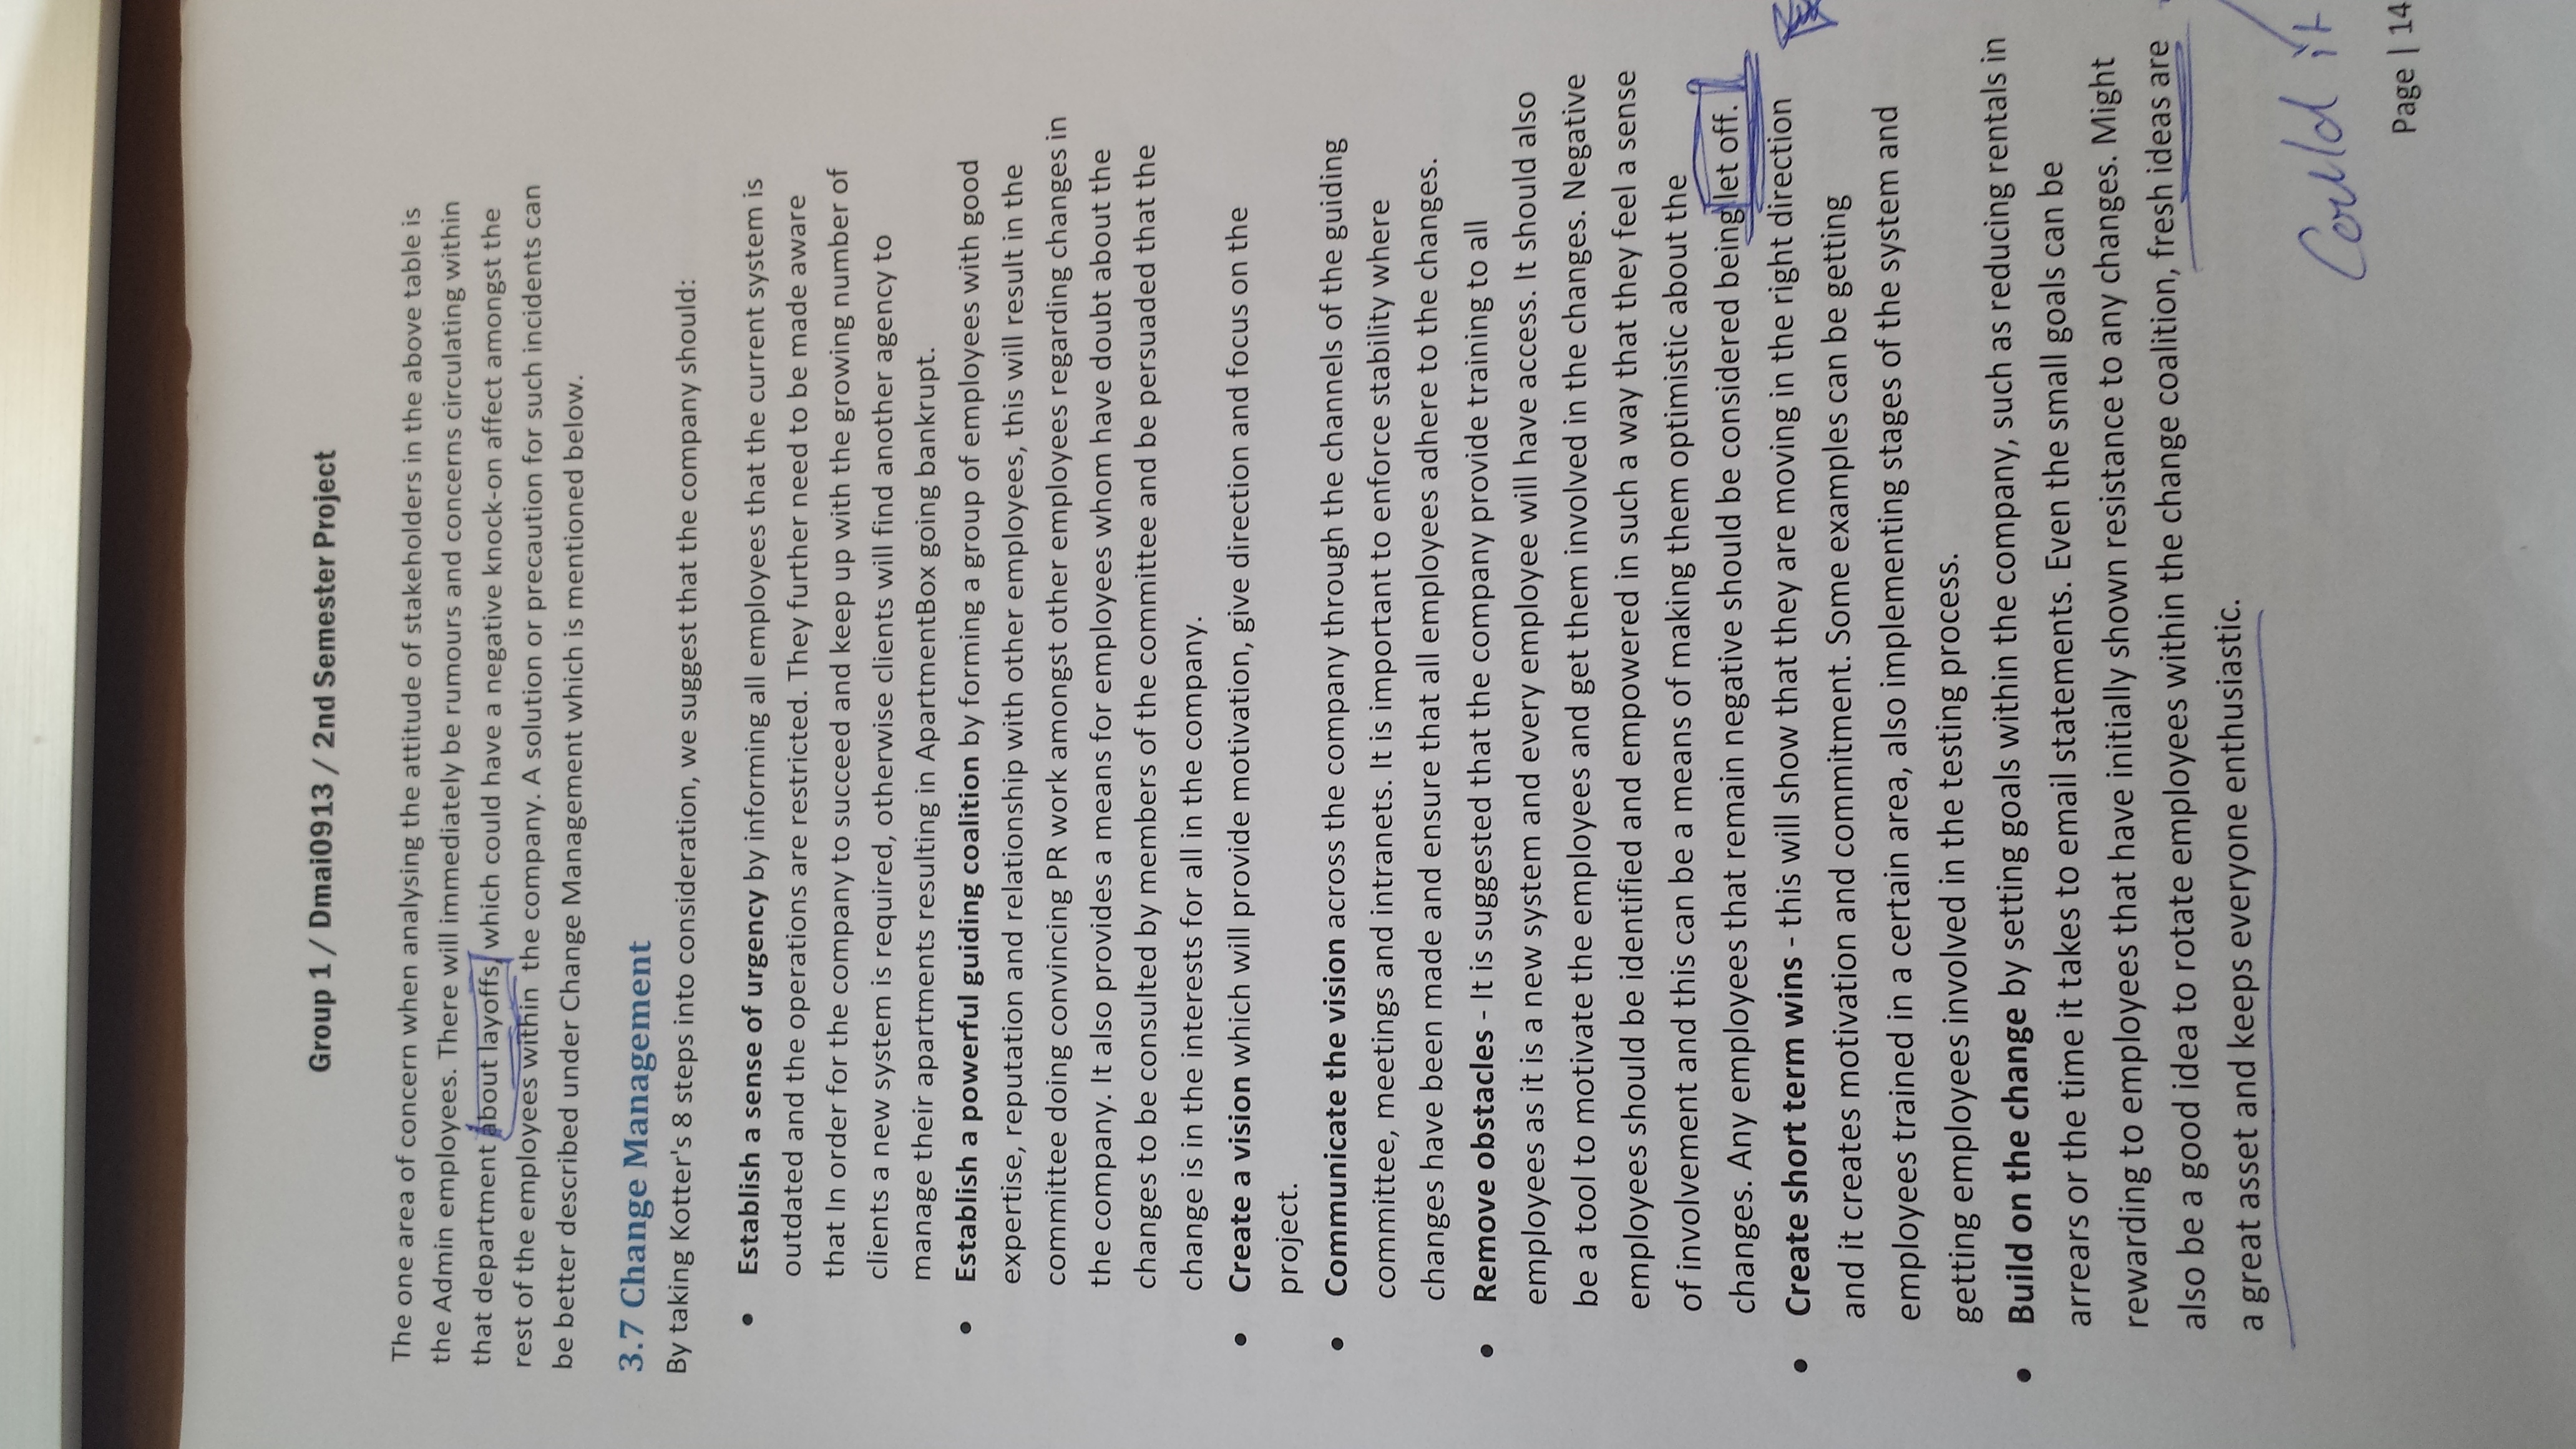 Group 1 / Dmai0913 / 2nd Semester Project
The one area of concern when analysing the attitude of stakeholders in the above table is
the Admin employees. There will immediately be rumours and concerns circulating within
that department about layoffs, which could have a negative knock-on affect amongst the
rest of the employees within the company. A solution or precaution for such incidents can
be better described under Change Management which is mentioned below.
3.7 Change Management
By taking Kotter's 8 steps into consideration, we suggest that the company should:
• Establish a sense of urgency by informing all employees that the current system is
outdated and the operations are restricted. They further need to be made aware
that In order for the company to succeed and keep up with the growing number of
clients a new system is required, otherwise clients will find another agency to
manage their apartments resulting in ApartmentBox going bankrupt.
• Establish a powerful guiding coalition by forming a group of employees with good
expertise, reputation and relationship with other employees, this will result in the
committee doing convincing PR work amongst other employees regarding changes in
the company. It also provides a means for employees whom have doubt about the
changes to be consulted by members of the committee and be persuaded that the
change is in the interests for all in the company.
• Create a vision which will provide motivation, give direction and focus on the
project.
• Communicate the vision across the company through the channels of the guiding
committee, meetings and intranets. It is important to enforce stability where
changes have been made and ensure that all employees adhere to the changes.
• Remove obstacles - It is suggested that the company provide training to all
employees as it is a new system and every employee will have access. It should also
be a tool to motivate the employees and get them involved in the changes. Negative
employees should be identified and empowered in such a way that they feel a sense
of involvement and this can be a means of making them optimistic about the
changes. Any employees that remain negative should be considered being let off.
• Create short term wins - this will show that they are moving in the right direction
and it creates motivation and commitment. Some examples can be getting
employees trained in a certain area, also implementing stages of the system and
getting employees involved in the testing process.
• Build on the change by setting goals within the company, such as reducing rentals in
arrears or the time it takes to email statements. Even the small goals can be
rewarding to employees that have initially shown resistance to any changes. Might
also be a good idea to rotate employees within the change coalition, fresh ideas are
a great asset and keeps everyone enthusiastic.
Could it
Page | 14